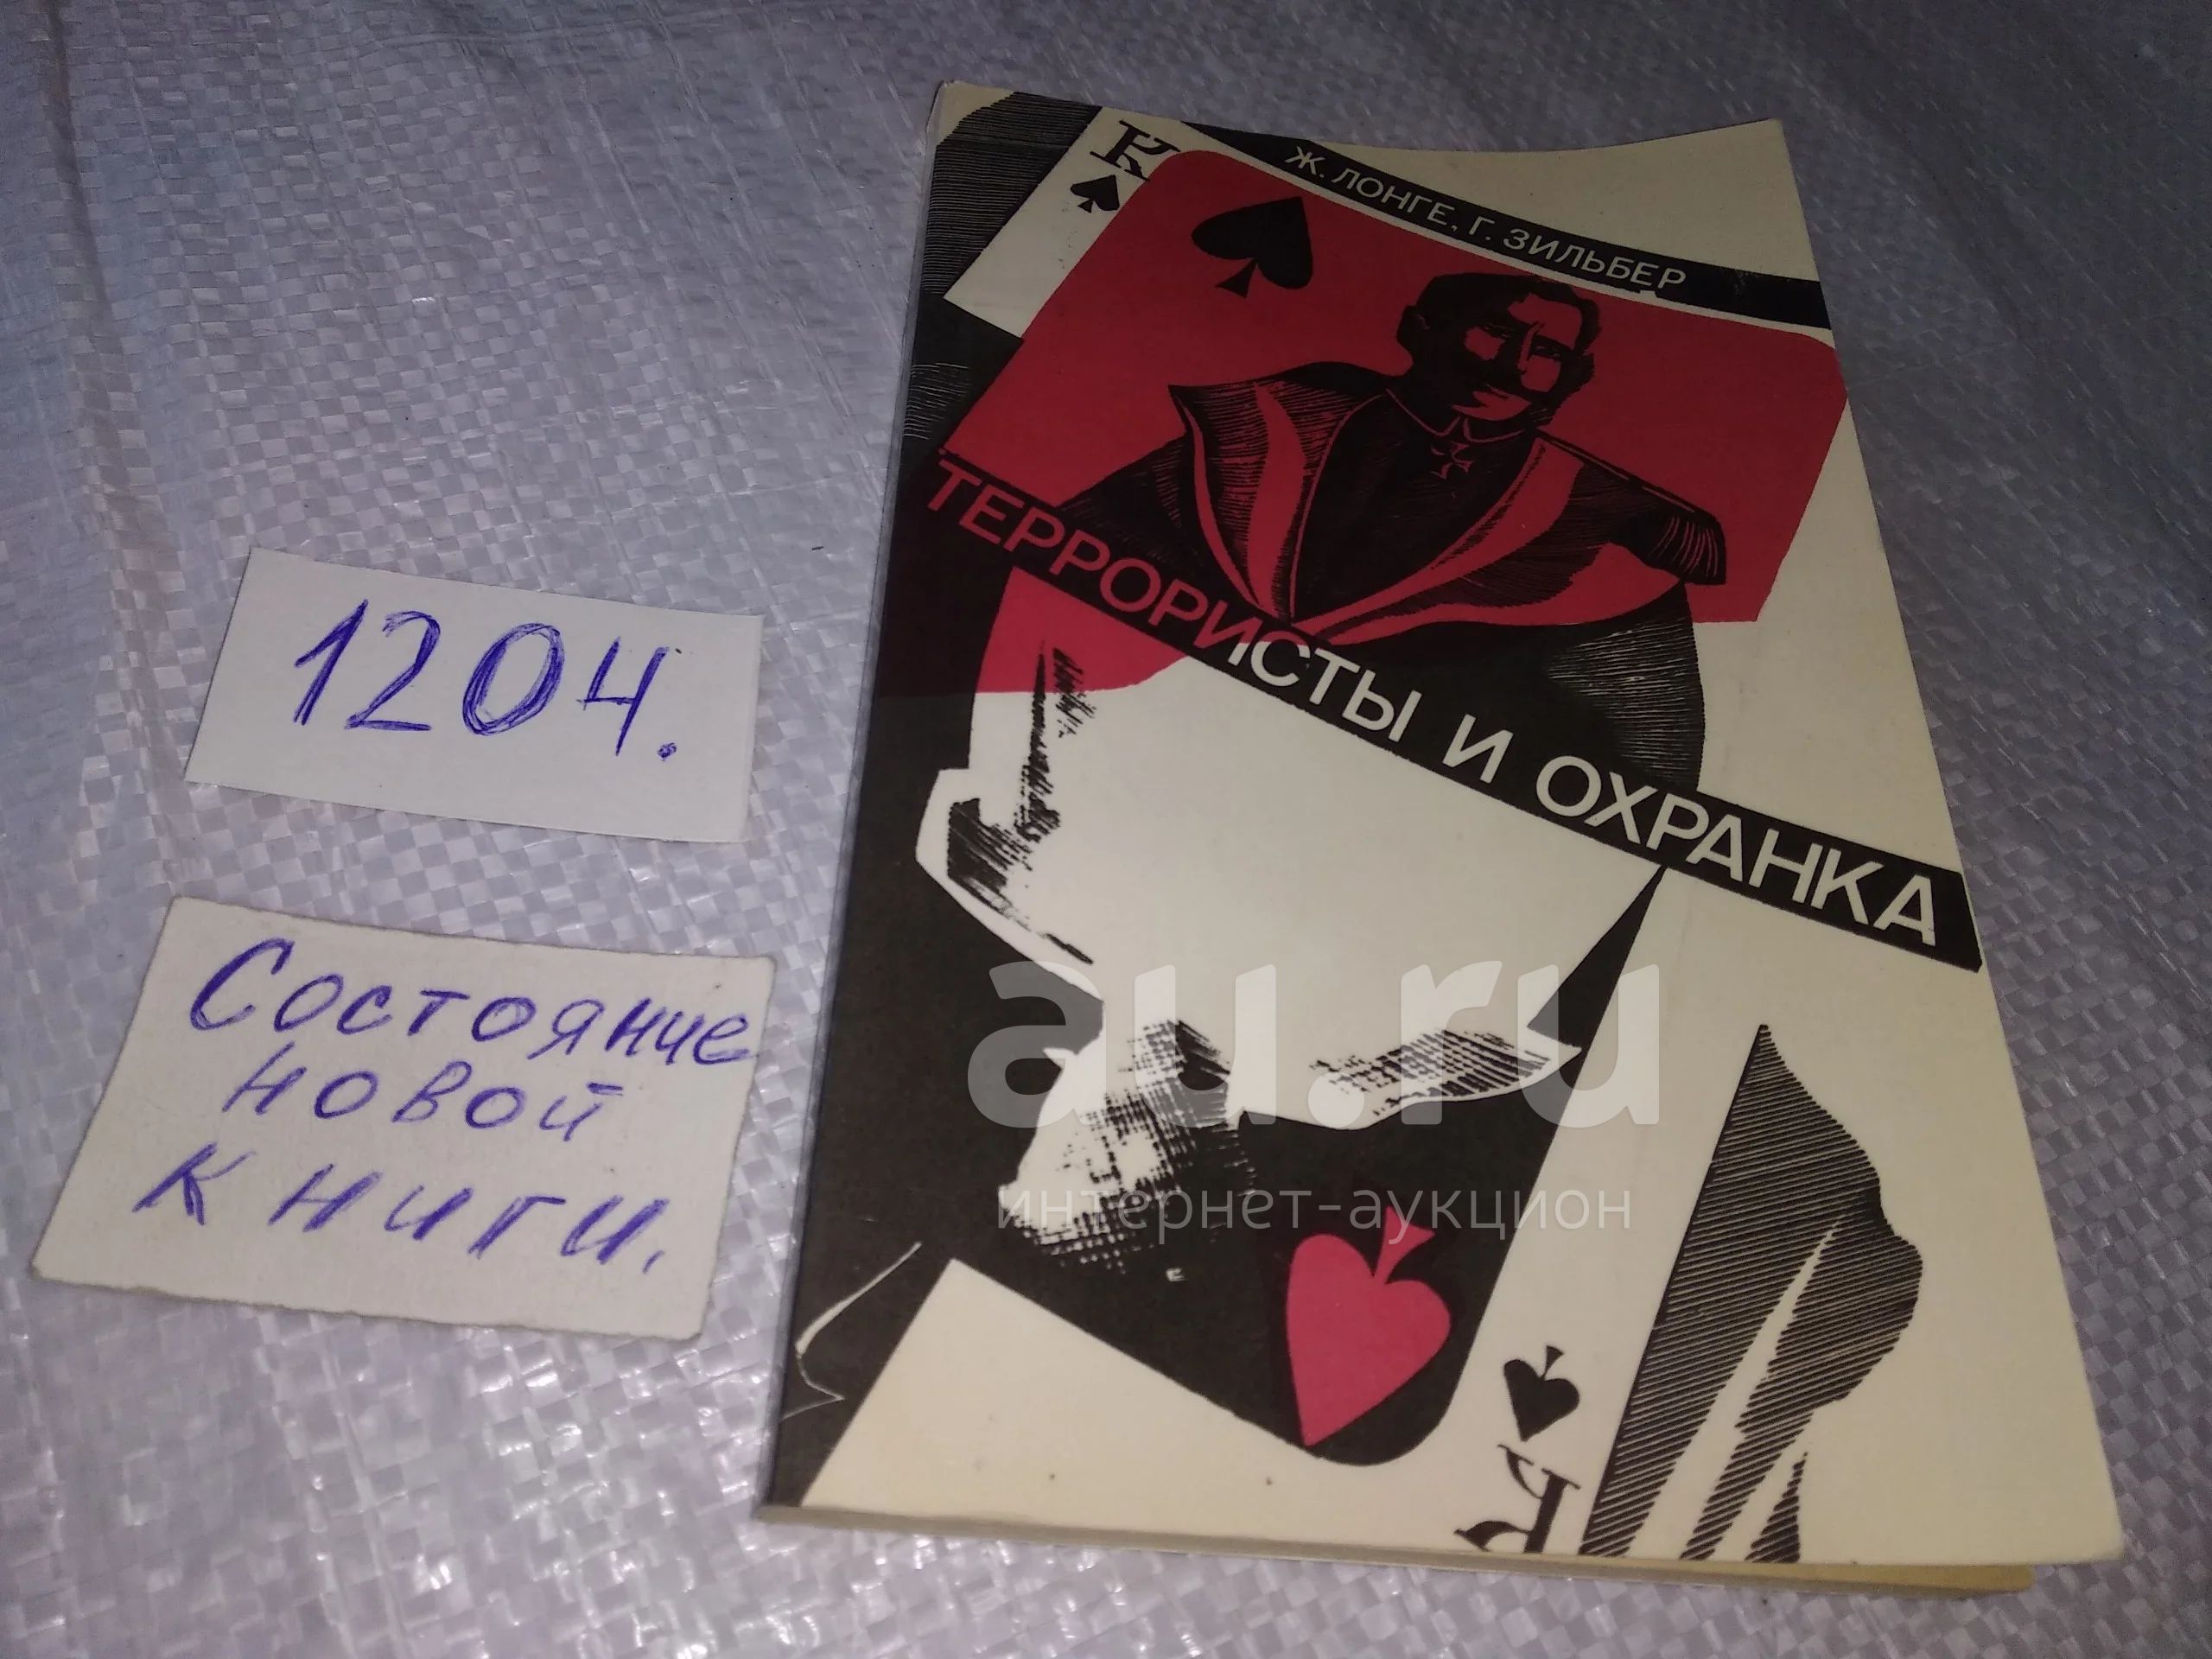 К
Ж. ЛОНГЕ, Г. ЗИЛЬБЕР
ТЕРРОРИСТЫ И ОХРАНКА
К
1204.
Состояние
новой
книги.
au.ru
интернет-аукцион